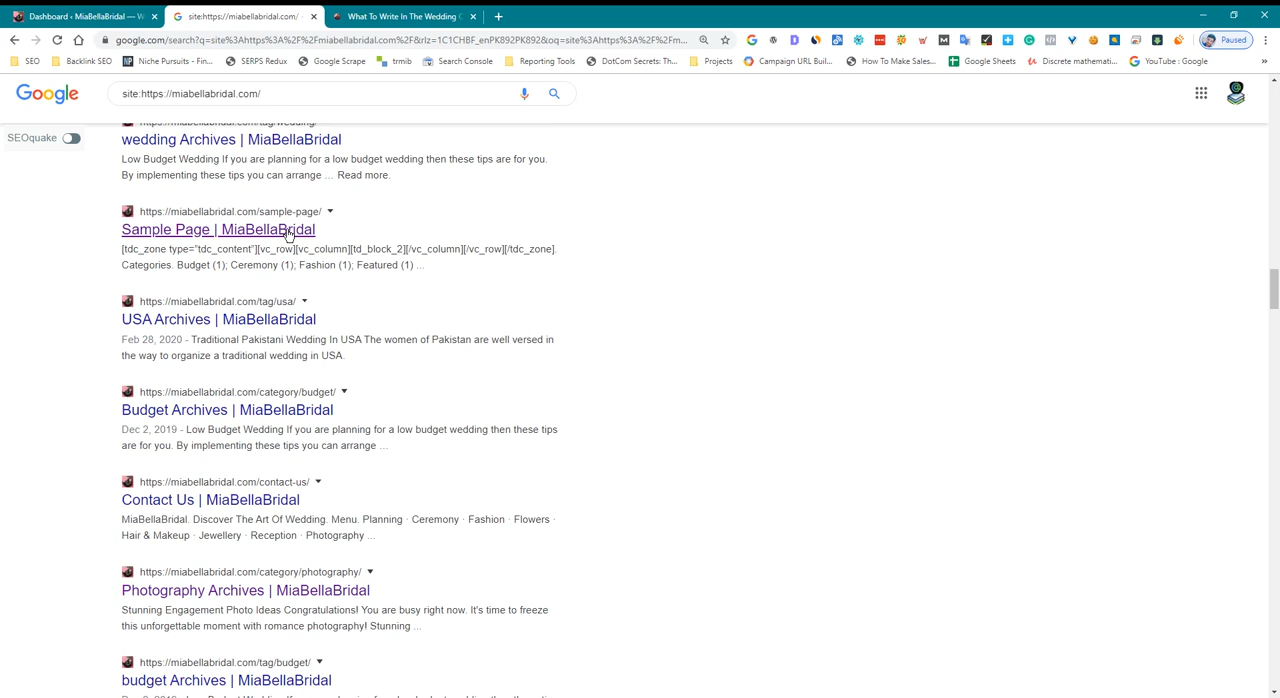 Dashboard ‹ MiaBellaBridal — W
site:https://miabellabridal.com/ -
What To Write In The Wedding C
google.com/search?q=site%3Ahttps%3A%2F%2Fmiabellabridal.com%2F&rlz=1C1CHBF_enPK892PK892&oq=site%3Ahttps%3A%2F%2Fm...
Paused
SEO
Backlink SEO
Niche Pursuits - Fin...
SERPS Redux
Google Scrape
trmib
Search Console
Reporting Tools
DotCom Secrets: Th...
Projects
Campaign URL Buil...
How To Make Sales...
Google Sheets
Discrete mathemati...
YouTube : Google
»
Google
site:https://miabellabridal.com/
SEOquake
https://miabellabridal.com/tag/wedding/
wedding Archives | MiaBellaBridal
Low Budget Wedding If you are planning for a low budget wedding then these tips are for you.
By implementing these tips you can arrange ... Read more.
https://miabellabridal.com/sample-page/
Sample Page | MiaBellaBridal
[tdc_zone type="tdc_content"][vc_row][vc_column][td_block_2][/vc_column][/vc_row][/tdc_zone].
Categories. Budget (1); Ceremony (1); Fashion (1); Featured (1) ...
https://miabellabridal.com/tag/usa/
USA Archives | MiaBellaBridal
Feb 28, 2020 - Traditional Pakistani Wedding In USA The women of Pakistan are well versed in
the way to organize a traditional wedding in USA.
https://miabellabridal.com/category/budget/
Budget Archives | MiaBellaBridal
Dec 2, 2019 - Low Budget Wedding If you are planning for a low budget wedding then these tips
are for you. By implementing these tips you can arrange ...
https://miabellabridal.com/contact-us/
Contact Us | MiaBellaBridal
MiaBellaBridal. Discover The Art Of Wedding. Menu. Planning · Ceremony · Fashion · Flowers ·
Hair & Makeup · Jewellery · Reception · Photography ...
https://miabellabridal.com/category/photography/
Photography Archives | MiaBellaBridal
Stunning Engagement Photo Ideas Congratulations! You are busy right now. It's time to freeze
this unforgettable moment with romance photography! Stunning ...
https://miabellabridal.com/tag/budget/
budget Archives | MiaBellaBridal